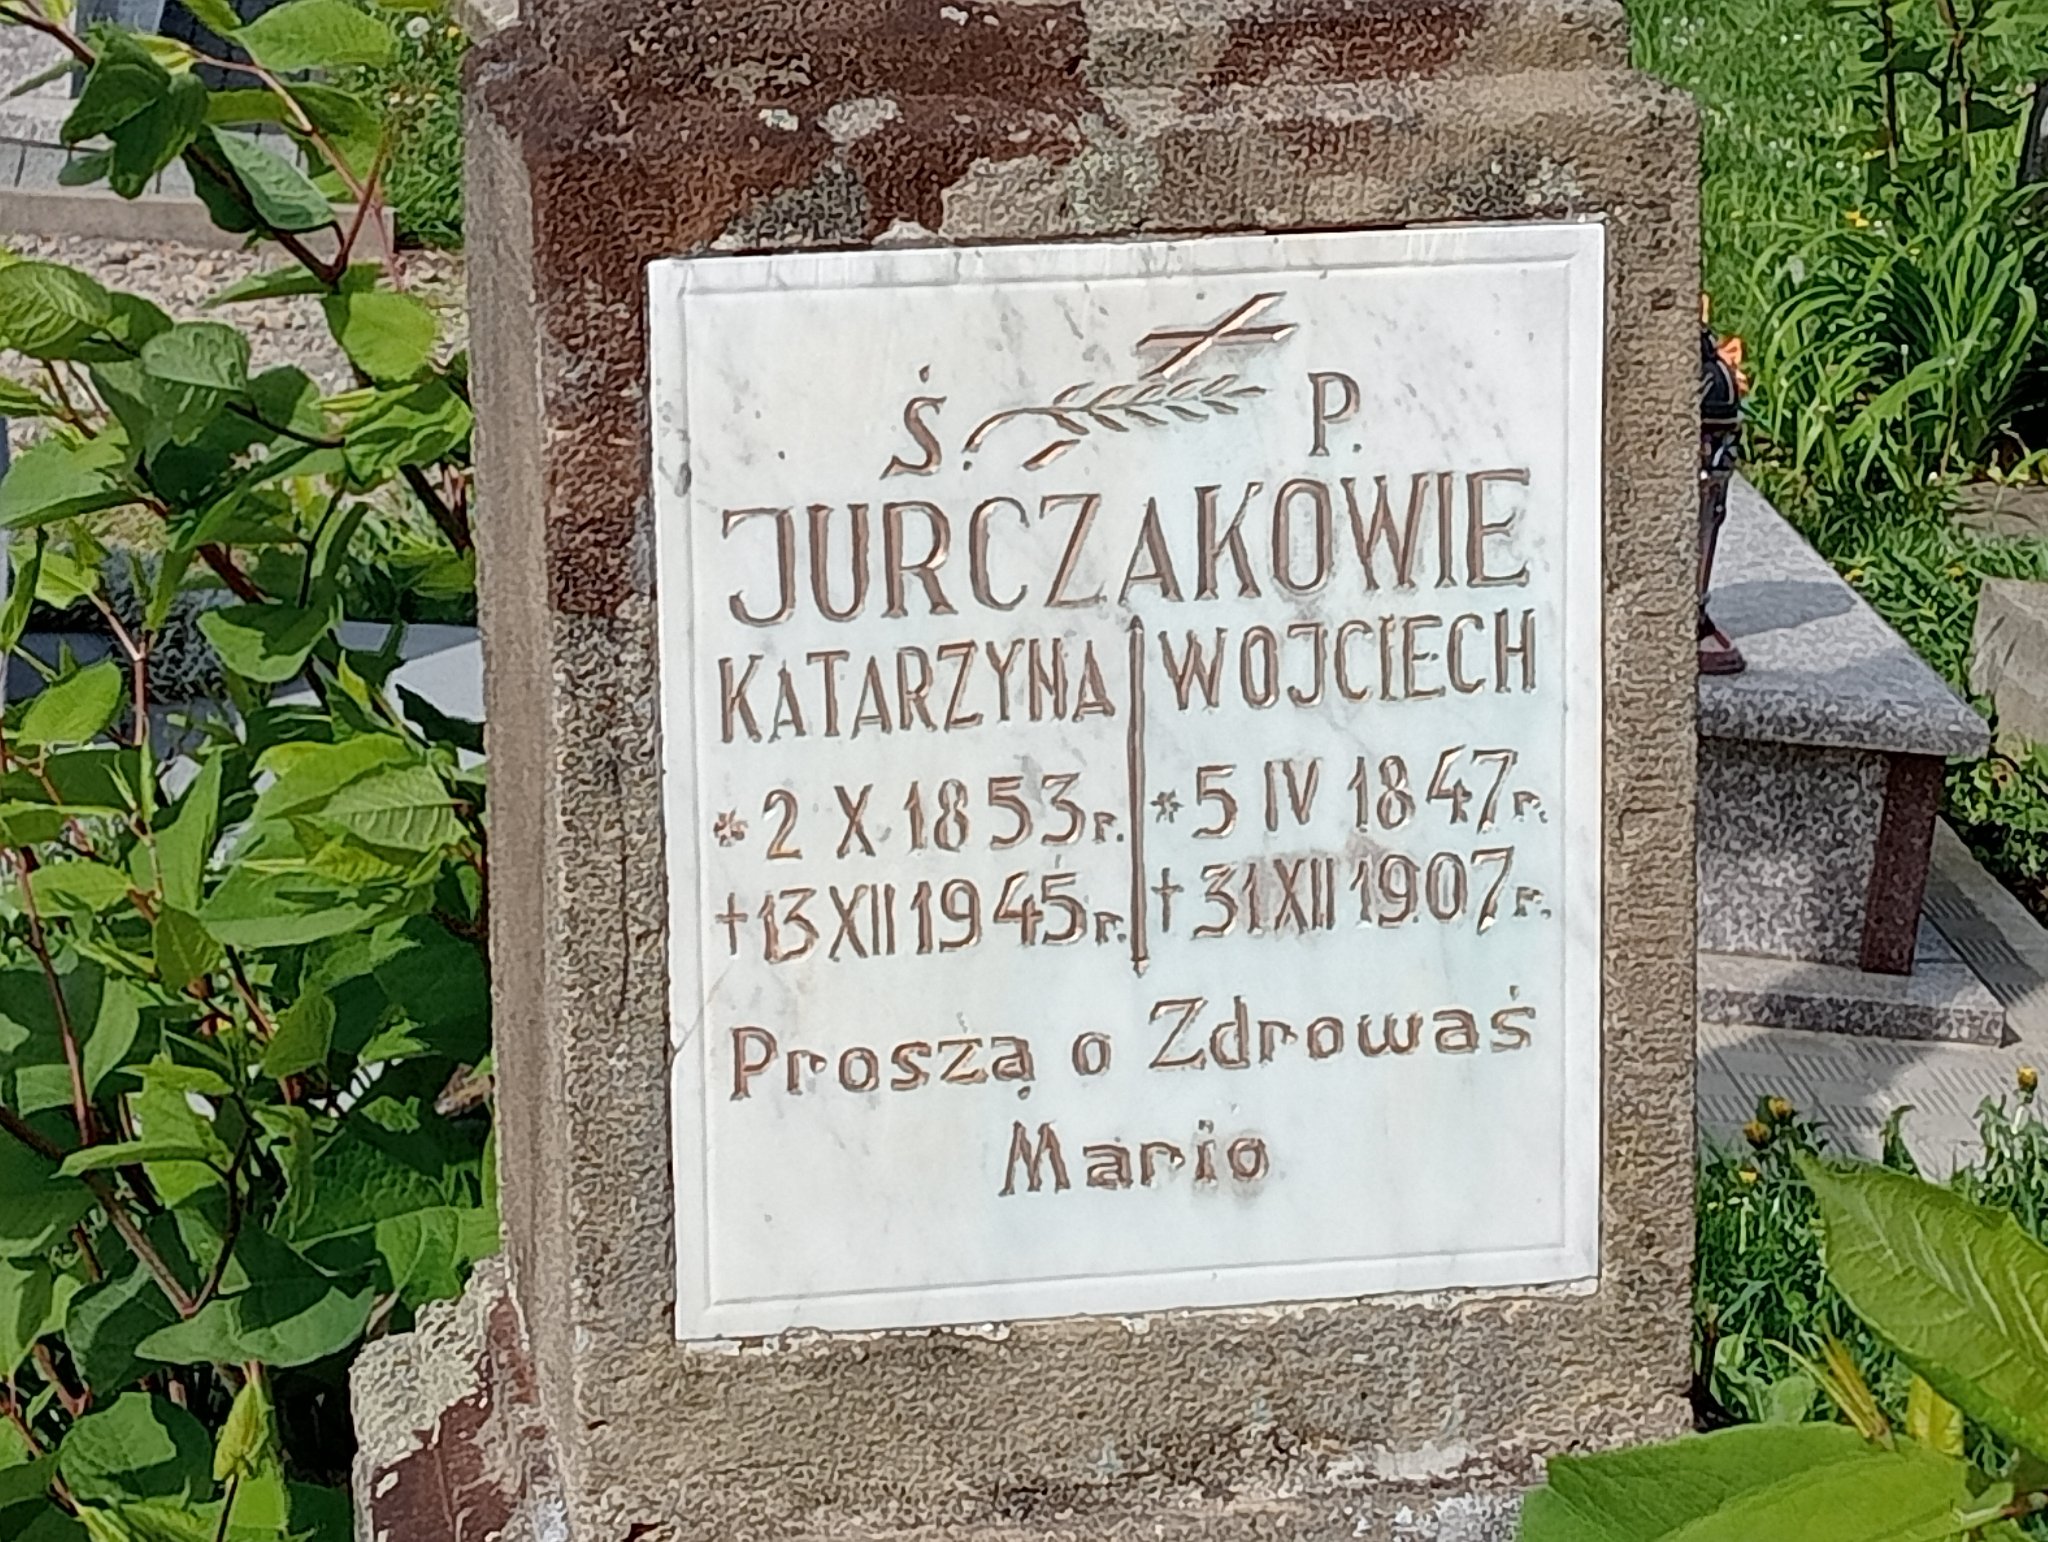 Ś. P.
JURCZAKOWIE
KATARZYNA WOJCIECH
* 2 X 1853 r. * 5 IV 1847 r.
† 13 XII 1945 r. † 31 XII 1907 r.
Proszą o Zdrowaś
Mario